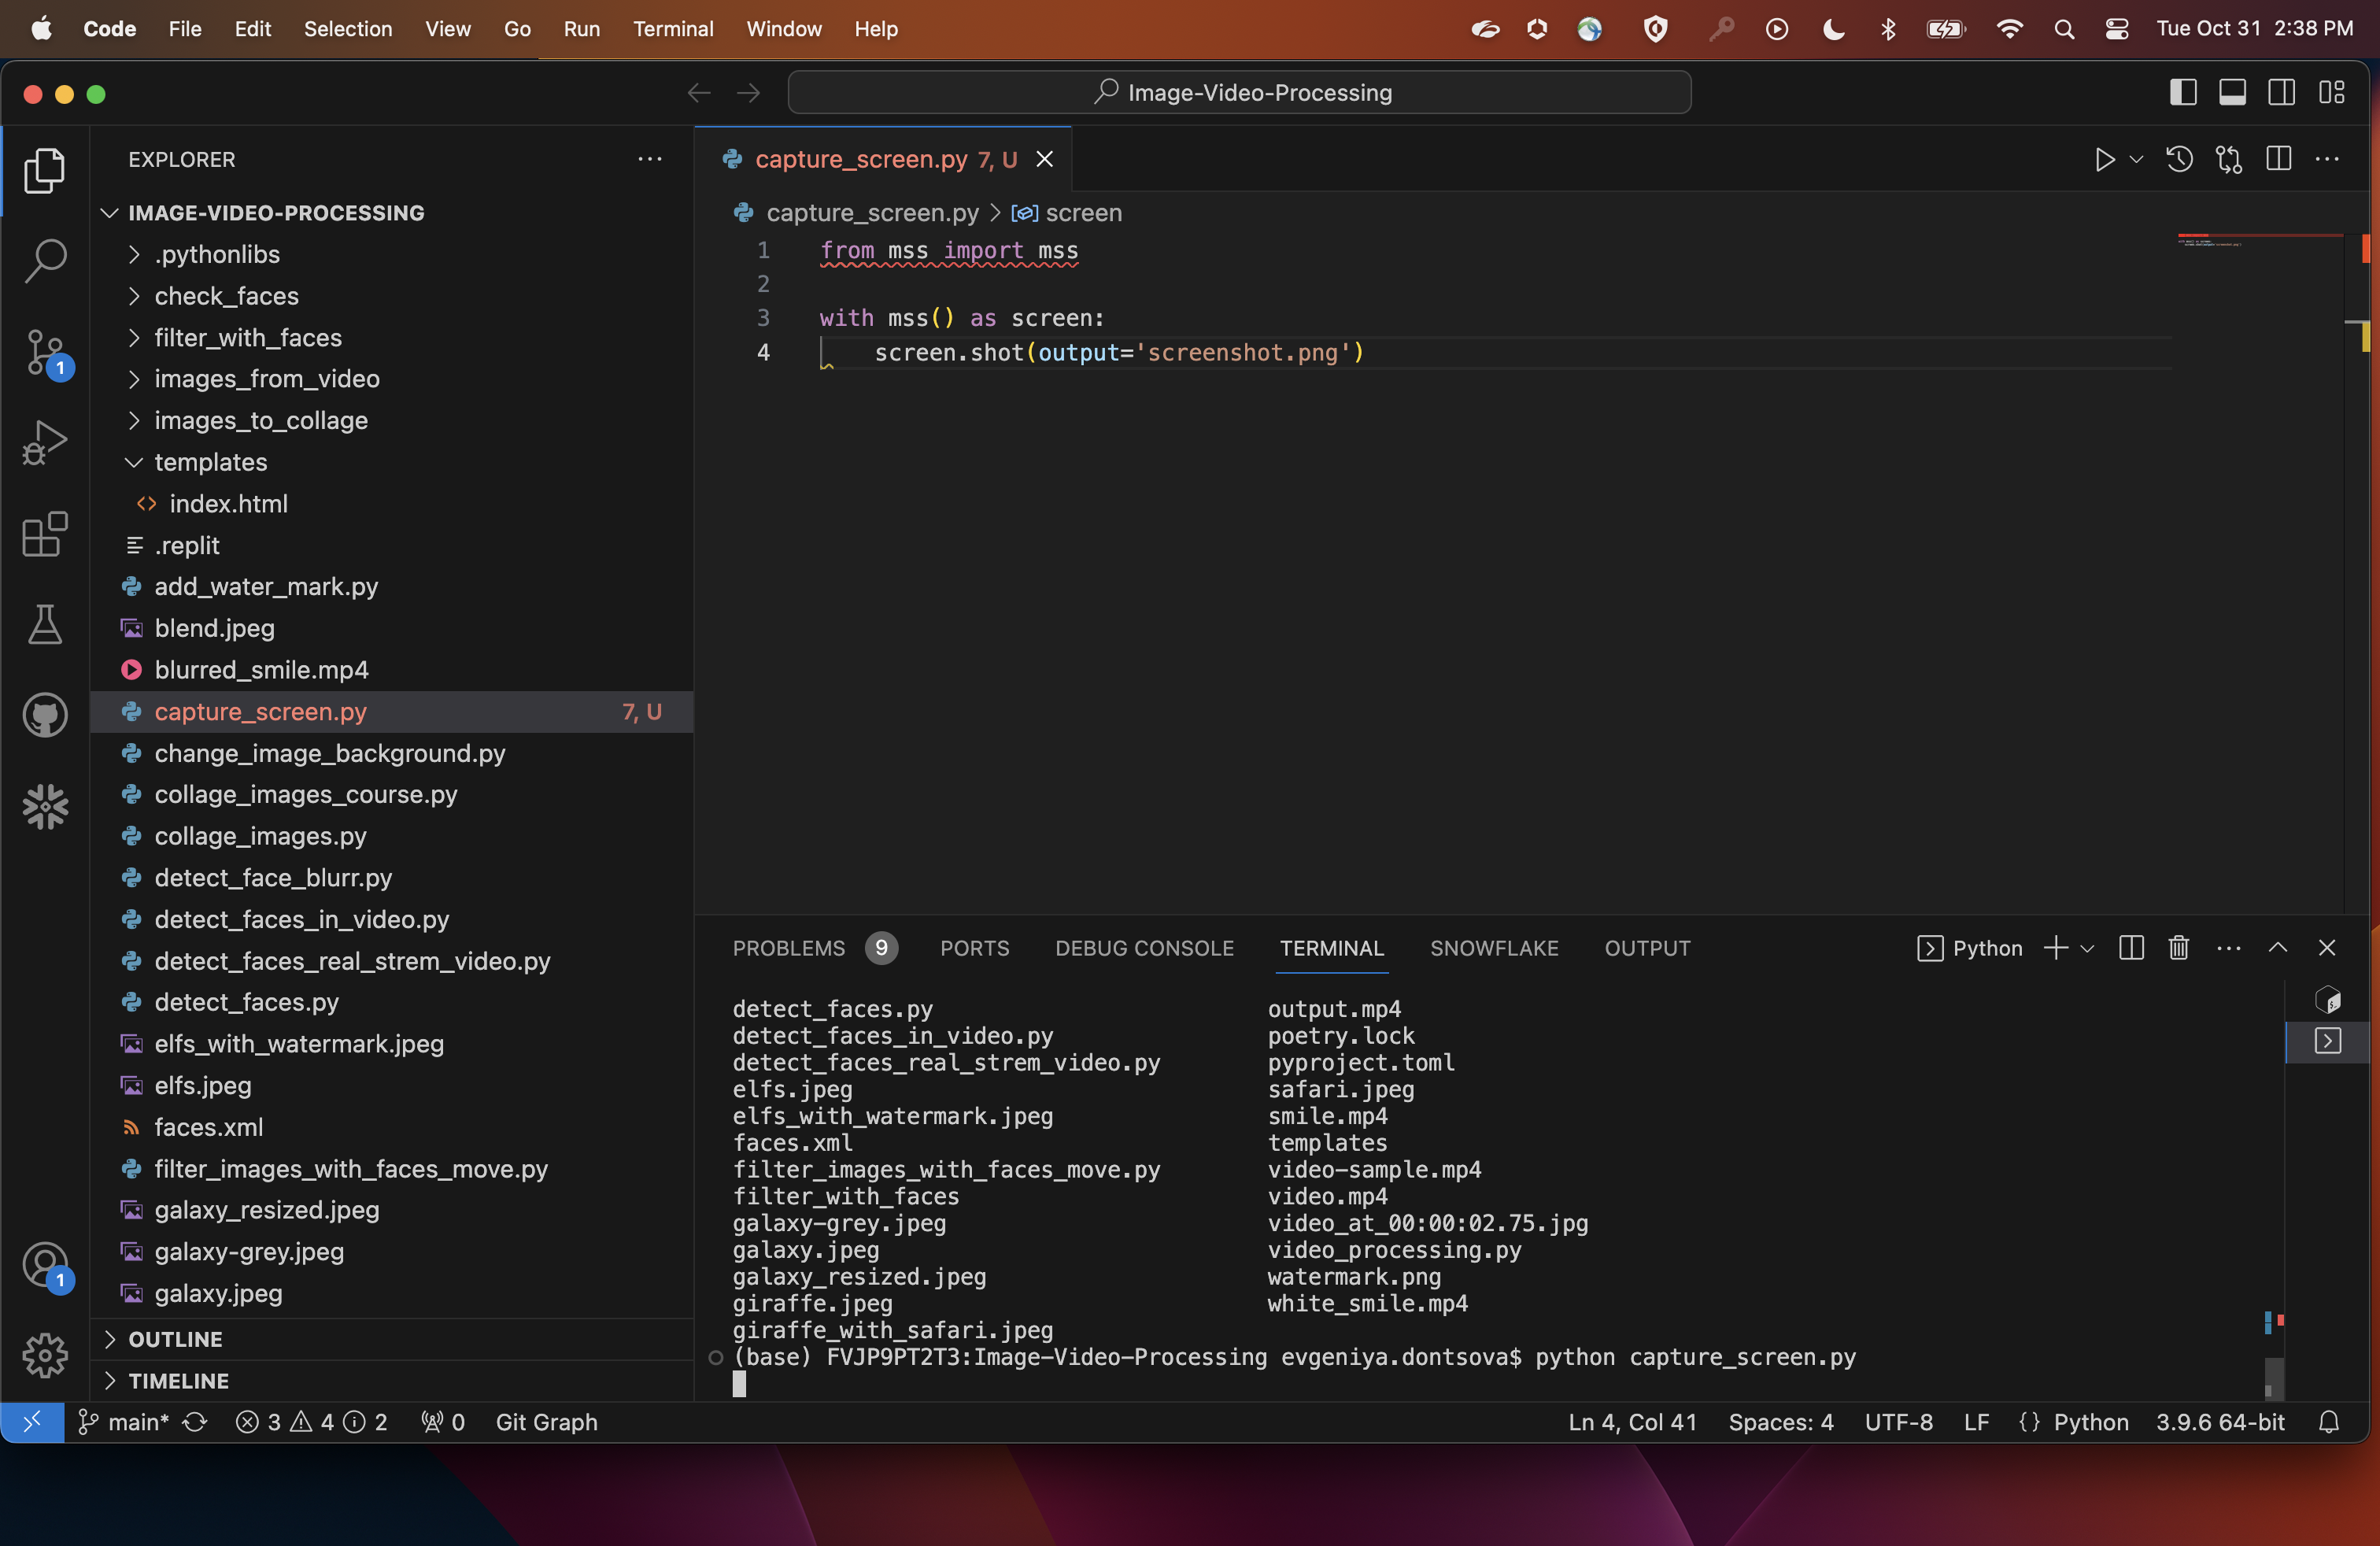 Code File Edit Selection View Go Run Terminal Window Help Tue Oct 31 2:38 PM
Image-Video-Processing
EXPLORER
IMAGE-VIDEO-PROCESSING
.pythonlibs
check_faces
filter_with_faces
images_from_video
images_to_collage
templates
index.html
.replit
add_water_mark.py
blend.jpeg
blurred_smile.mp4
capture_screen.py 7, U
change_image_background.py
collage_images_course.py
collage_images.py
detect_face_blurr.py
detect_faces_in_video.py
detect_faces_real_strem_video.py
detect_faces.py
elfs_with_watermark.jpeg
elfs.jpeg
faces.xml
filter_images_with_faces_move.py
galaxy_resized.jpeg
galaxy-grey.jpeg
galaxy.jpeg
OUTLINE
TIMELINE
1
1
capture_screen.py 7, U
capture_screen.py > screen
1 from mss import mss
2
3 with mss() as screen:
4 screen.shot(output='screenshot.png')
PROBLEMS 9 PORTS DEBUG CONSOLE TERMINAL SNOWFLAKE OUTPUT Python
detect_faces.py output.mp4
detect_faces_in_video.py poetry.lock
detect_faces_real_strem_video.py pyproject.toml
elfs.jpeg safari.jpeg
elfs_with_watermark.jpeg smile.mp4
faces.xml templates
filter_images_with_faces_move.py video-sample.mp4
filter_with_faces video.mp4
galaxy-grey.jpeg video_at_00:00:02.75.jpg
galaxy.jpeg video_processing.py
galaxy_resized.jpeg watermark.png
giraffe.jpeg white_smile.mp4
giraffe_with_safari.jpeg
(base) FVJP9PT2T3:Image-Video-Processing evgeniya.dontsova$ python capture_screen.py
main* 3 4 2 0 Git Graph Ln 4, Col 41 Spaces: 4 UTF-8 LF {} Python 3.9.6 64-bit